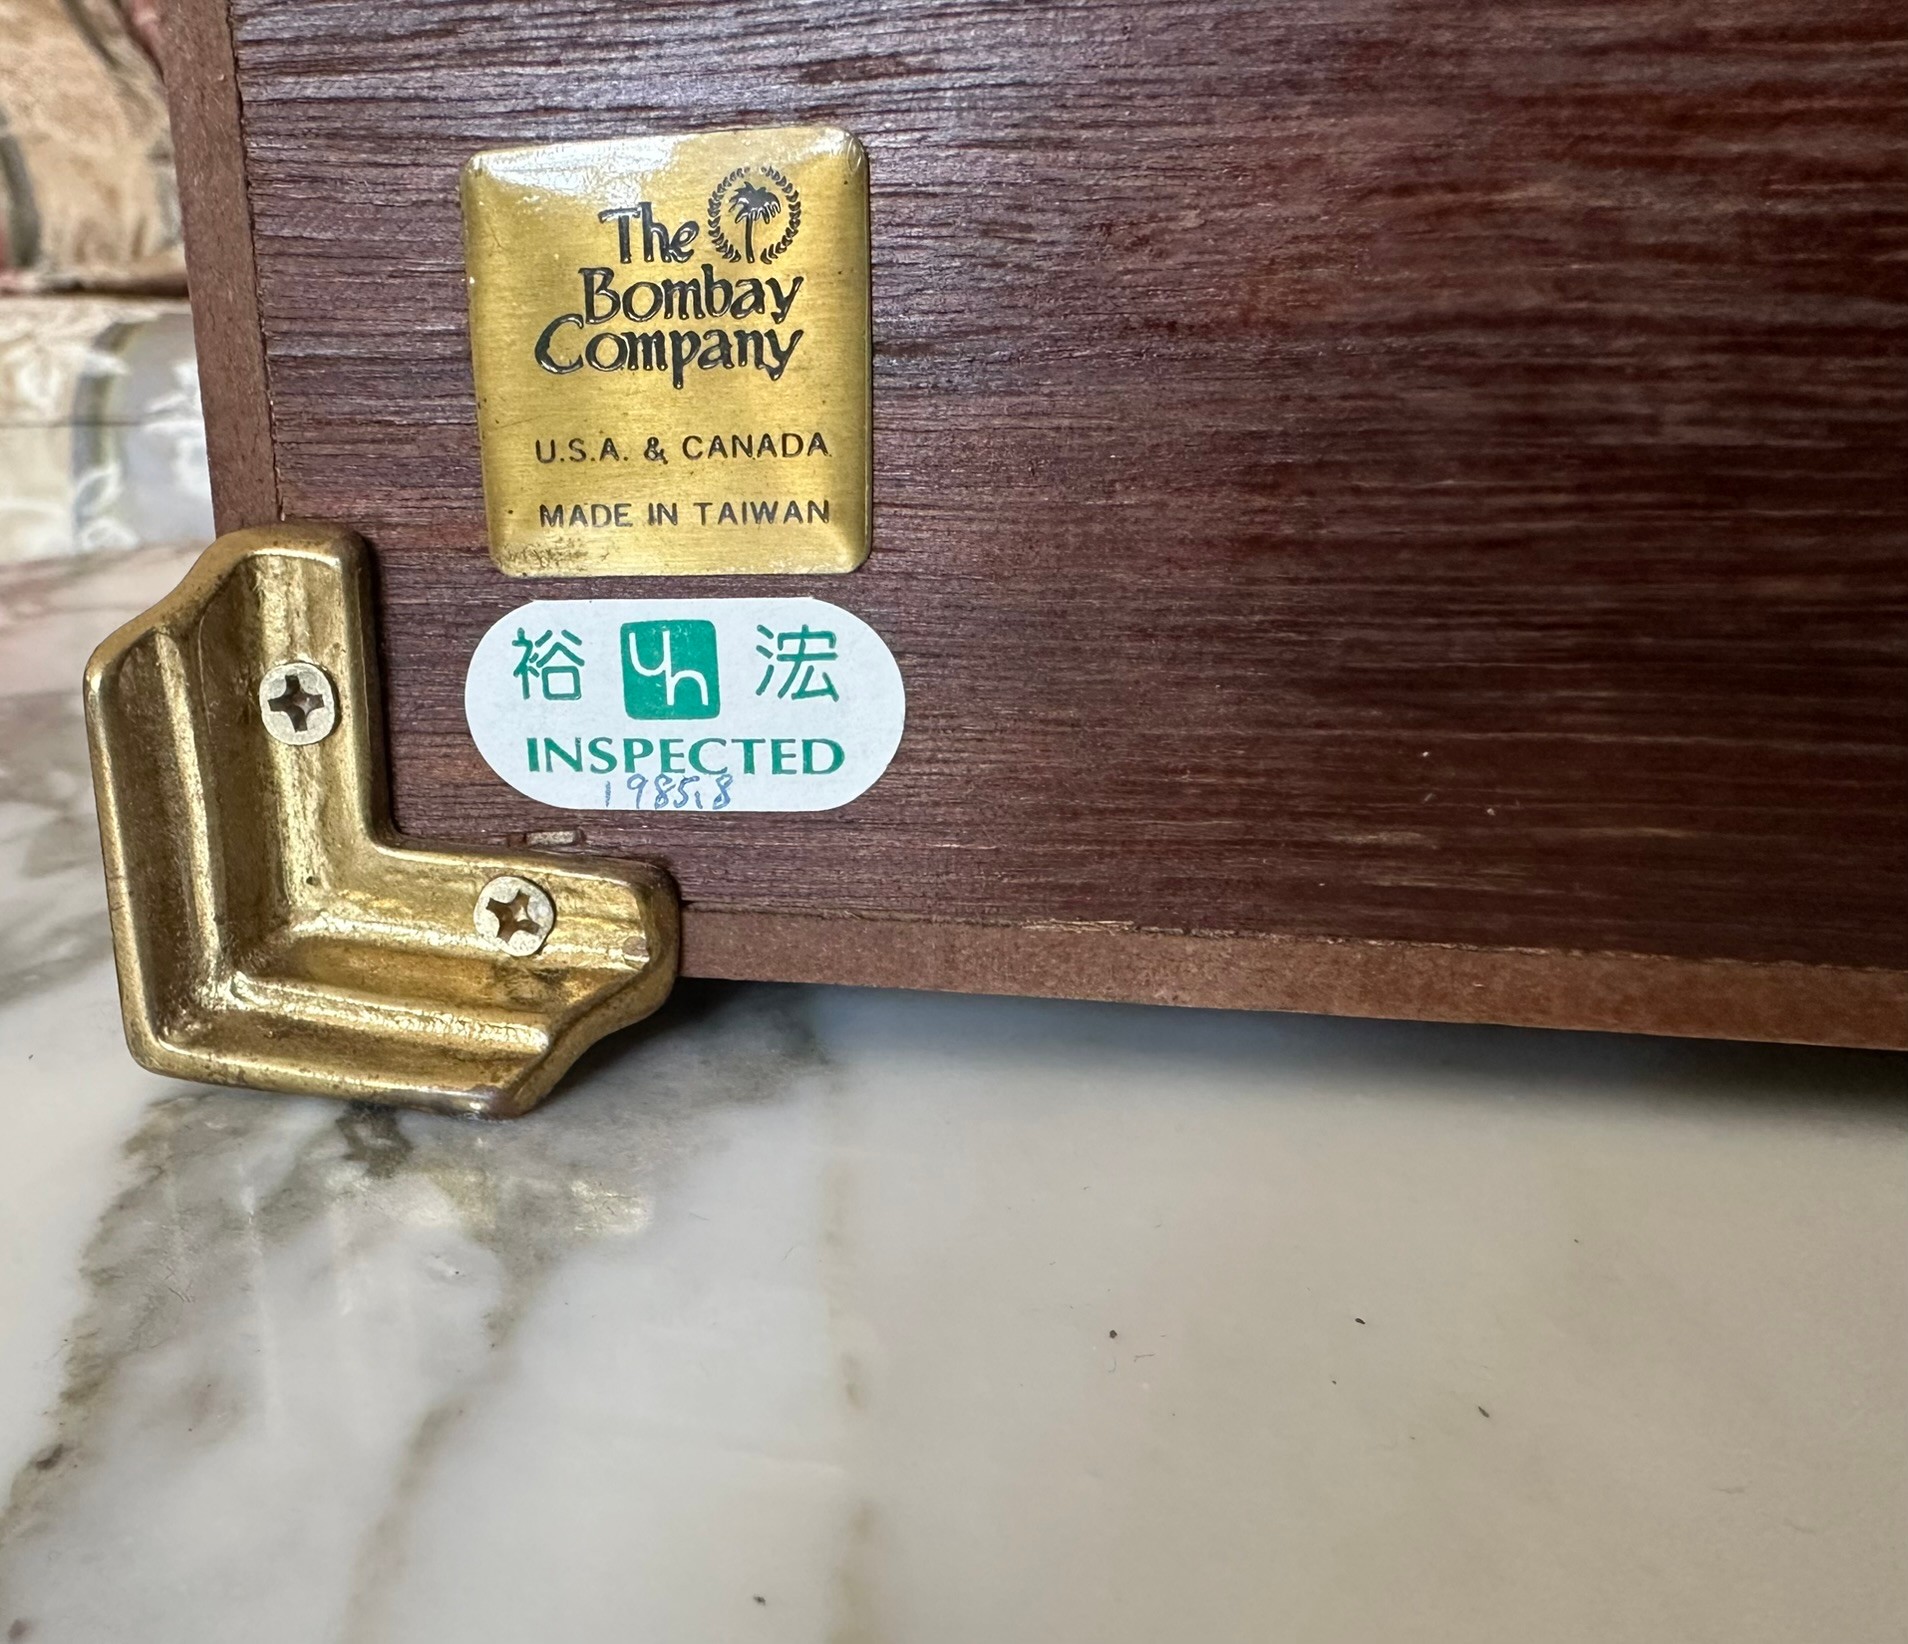 The
Bombay
Company
U.S.A. & CANADA
MADE IN TAIWAN
裕 yh 浤
INSPECTED
1985.8